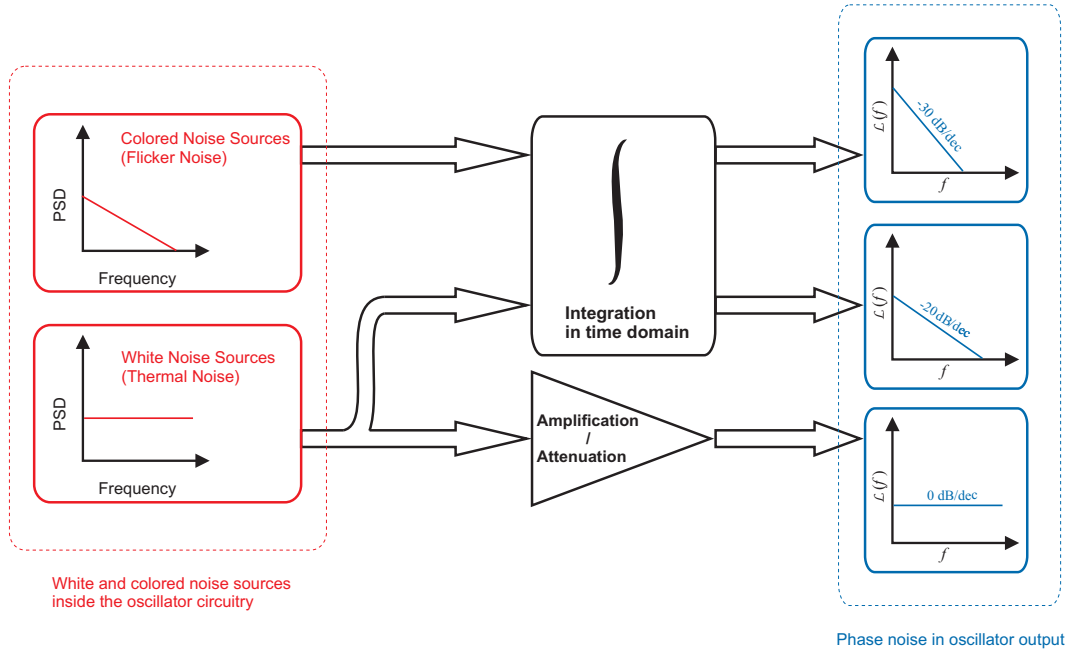 Colored Noise Sources
(Flicker Noise)
PSD
Frequency
White Noise Sources
(Thermal Noise)
PSD
Frequency
White and colored noise sources
inside the oscillator circuitry
∫
Integration
in time domain
Amplification
/
Attenuation
ℒ(f)
-30 dB/dec
f
ℒ(f)
-20dB/dec
f
ℒ(f)
0 dB/dec
f
Phase noise in oscillator output